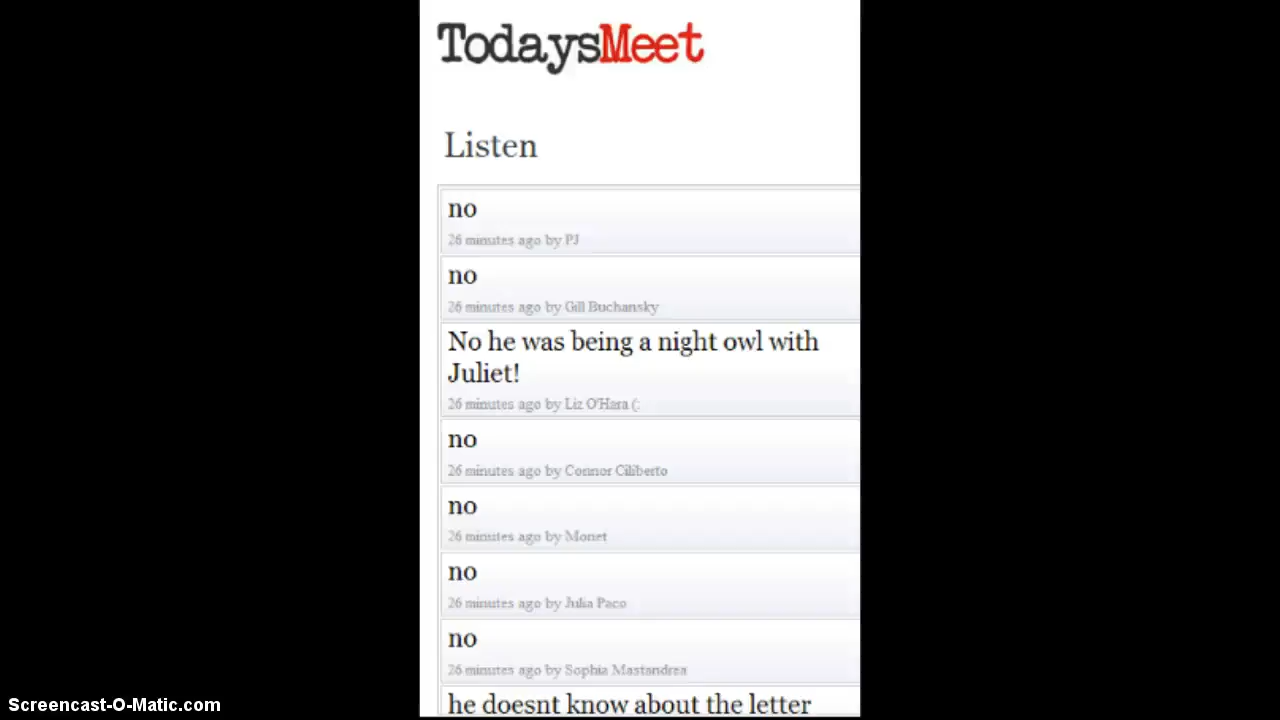 TodaysMeet
Listen
no
26 minutes ago by PJ
no
26 minutes ago by Gill Buchansky
No he was being a night owl with
Juliet!
26 minutes ago by Liz O'Hara (:
no
26 minutes ago by Connor Ciliberto
no
26 minutes ago by Monet
no
26 minutes ago by Julia Paco
no
26 minutes ago by Sophia Mastandrea
he doesnt know about the letter
Screencast-O-Matic.com